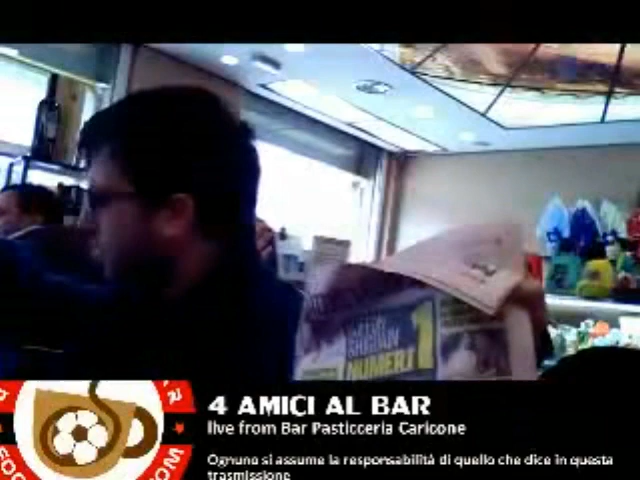 NUMERI 1
4 AMICI AL BAR
live from Bar Pasticceria Caricone
Ognuno si assume la responsabilità di quello che dice in questa
trasmissione